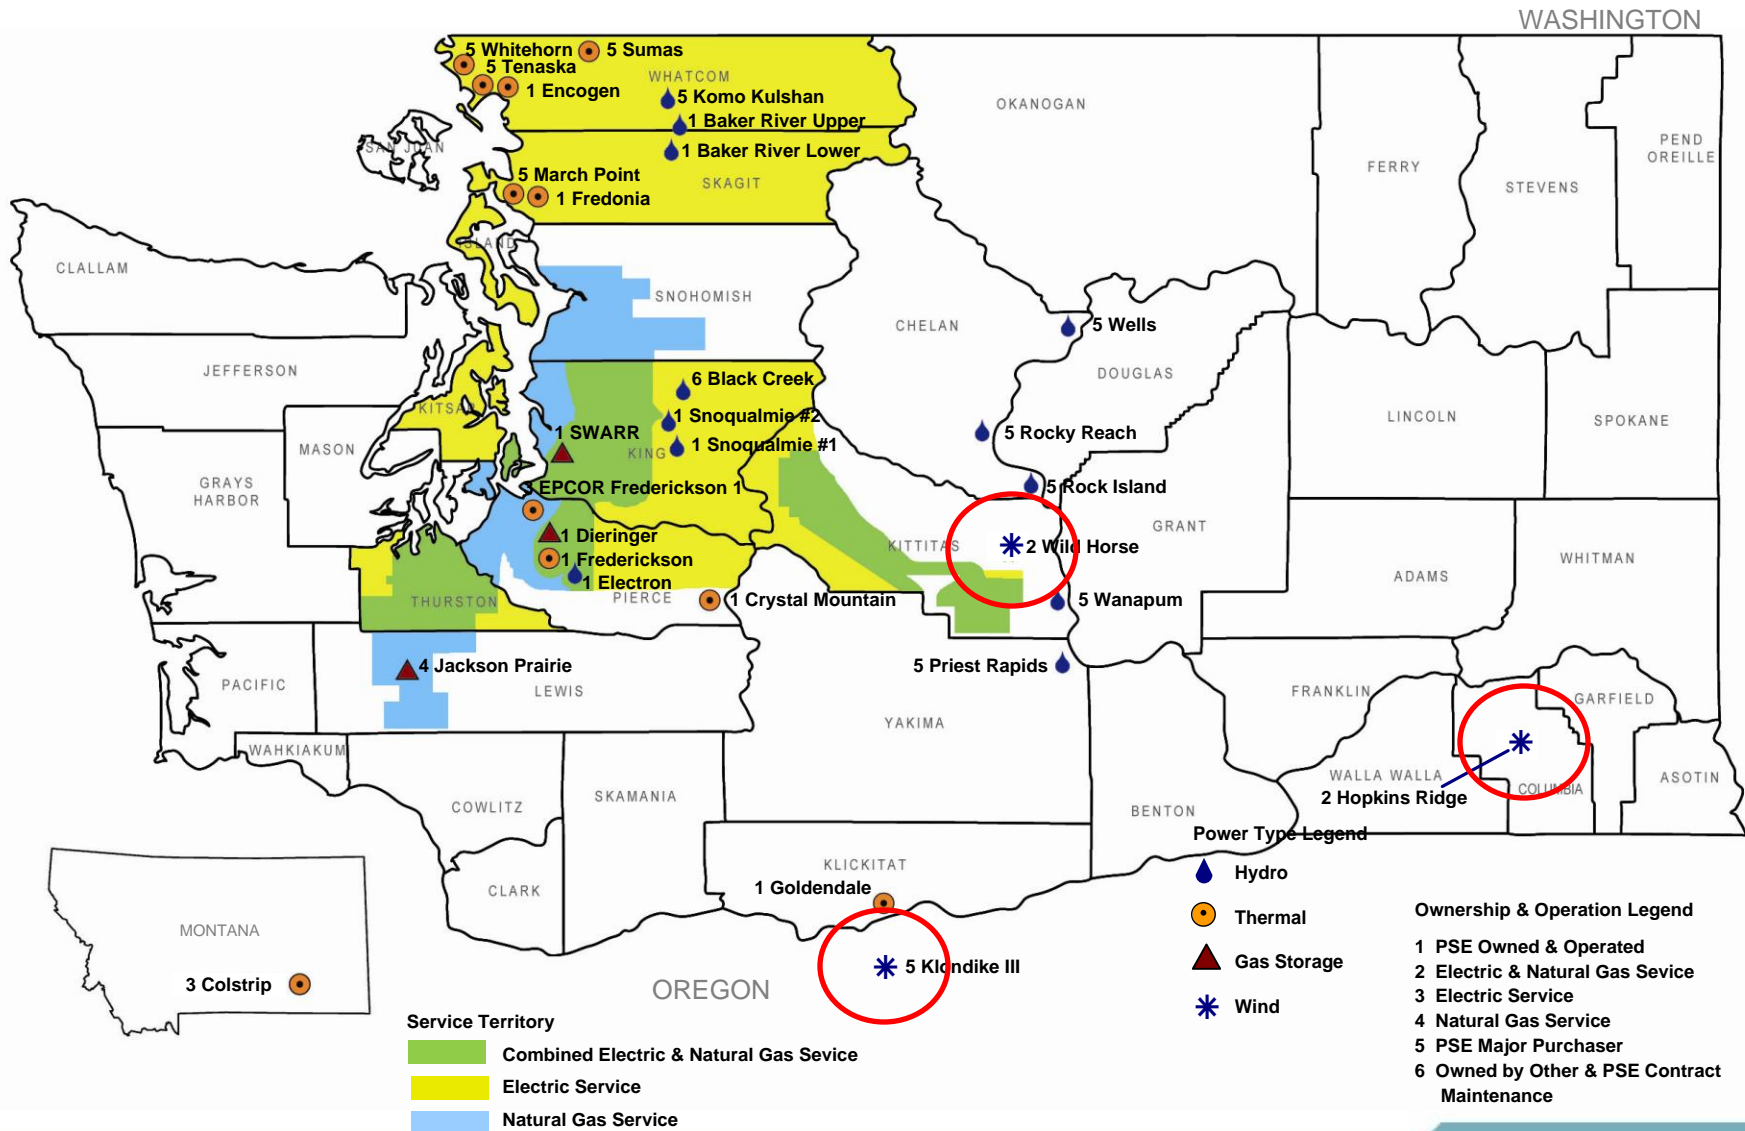 WASHINGTON
5 Whitehorn
5 Sumas
5 Tenaska
1 Encogen
WHATCOM
5 Komo Kulshan
1 Baker River Upper
1 Baker River Lower
SAN JUAN
5 March Point
1 Fredonia
SKAGIT
OKANOGAN
FERRY
STEVENS
PEND
OREILLE
CLALLAM
ISLAND
SNOHOMISH
CHELAN
5 Wells
JEFFERSON
DOUGLAS
6 Black Creek
KITSAP
1 Snoqualmie #2
1 SWARR
KING
1 Snoqualmie #1
5 Rocky Reach
LINCOLN
SPOKANE
MASON
GRAYS
HARBOR
3 EPCOR Frederickson 1
5 Rock Island
GRANT
1 Dieringer
KITTITAS
2 Wild Horse
WHITMAN
1 Frederickson
1 Electron
ADAMS
THURSTON
PIERCE
1 Crystal Mountain
5 Wanapum
4 Jackson Prairie
5 Priest Rapids
PACIFIC
LEWIS
FRANKLIN
GARFIELD
YAKIMA
WAHKIAKUM
WALLA WALLA
ASOTIN
COLUMBIA
2 Hopkins Ridge
COWLITZ
SKAMANIA
BENTON
KLICKITAT
1 Goldendale
CLARK
MONTANA
3 Colstrip
5 Klondike III
OREGON
Power Type Legend
Hydro
Thermal
Gas Storage
Wind
Ownership & Operation Legend
1 PSE Owned & Operated
2 Electric & Natural Gas Sevice
3 Electric Service
4 Natural Gas Service
5 PSE Major Purchaser
6 Owned by Other & PSE Contract
Maintenance
Service Territory
Combined Electric & Natural Gas Sevice
Electric Service
Natural Gas Service